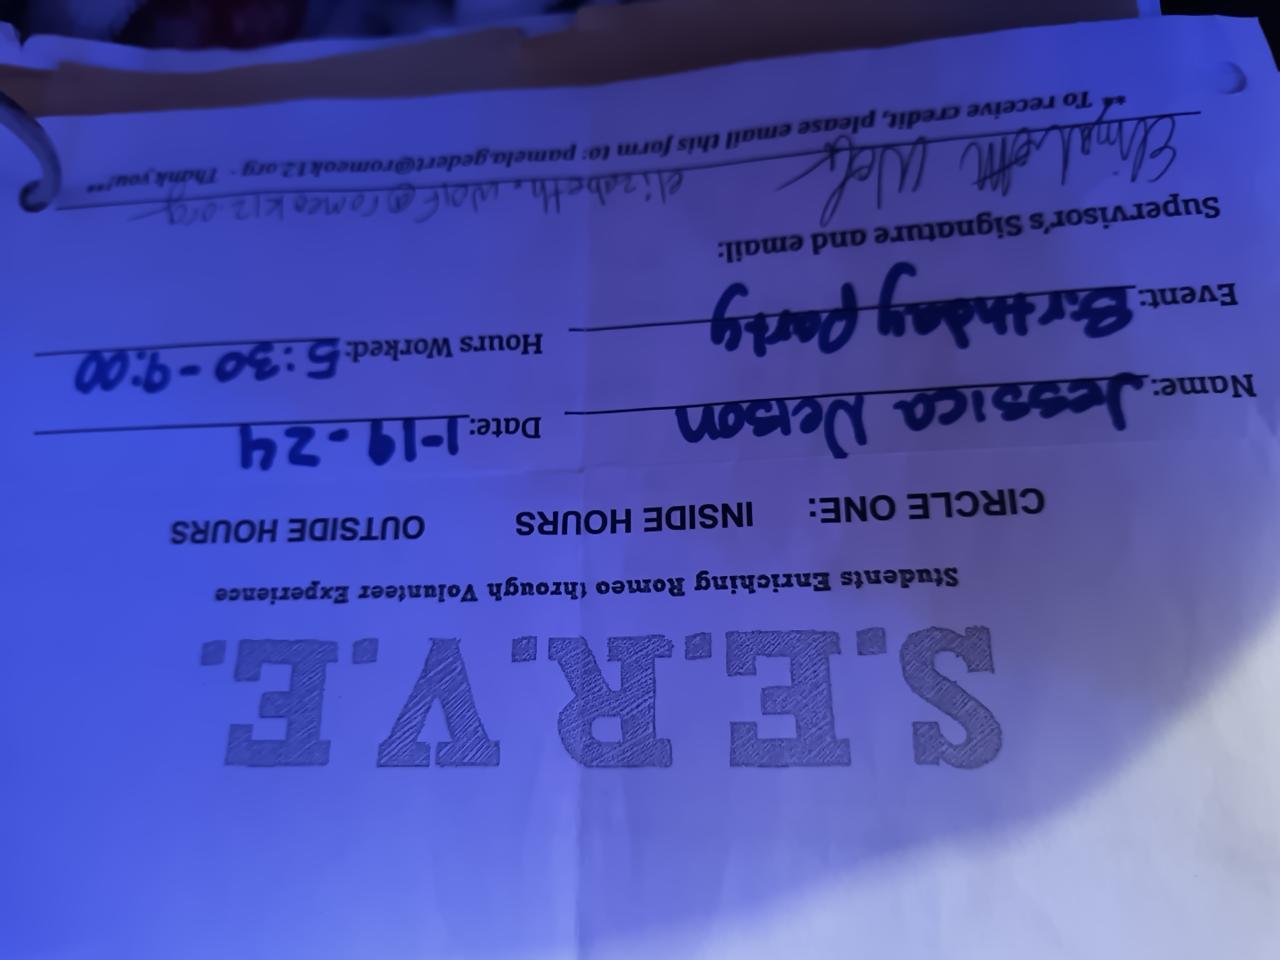 S.E.R.V.E.
Students Enriching Romeo through Volunteer Experience
CIRCLE ONE: INSIDE HOURS OUTSIDE HOURS
Name: Jessica Nelson Date: 1-19-24
Event: Birthday Party Hours Worked: 5:30-9:00
Supervisor's Signature and email:
Elizabeth Wolf elizabeth.wolf@romeok12.org
**To receive credit, please email this form to: pamela.gedert@romeok12.org - Thank you!**